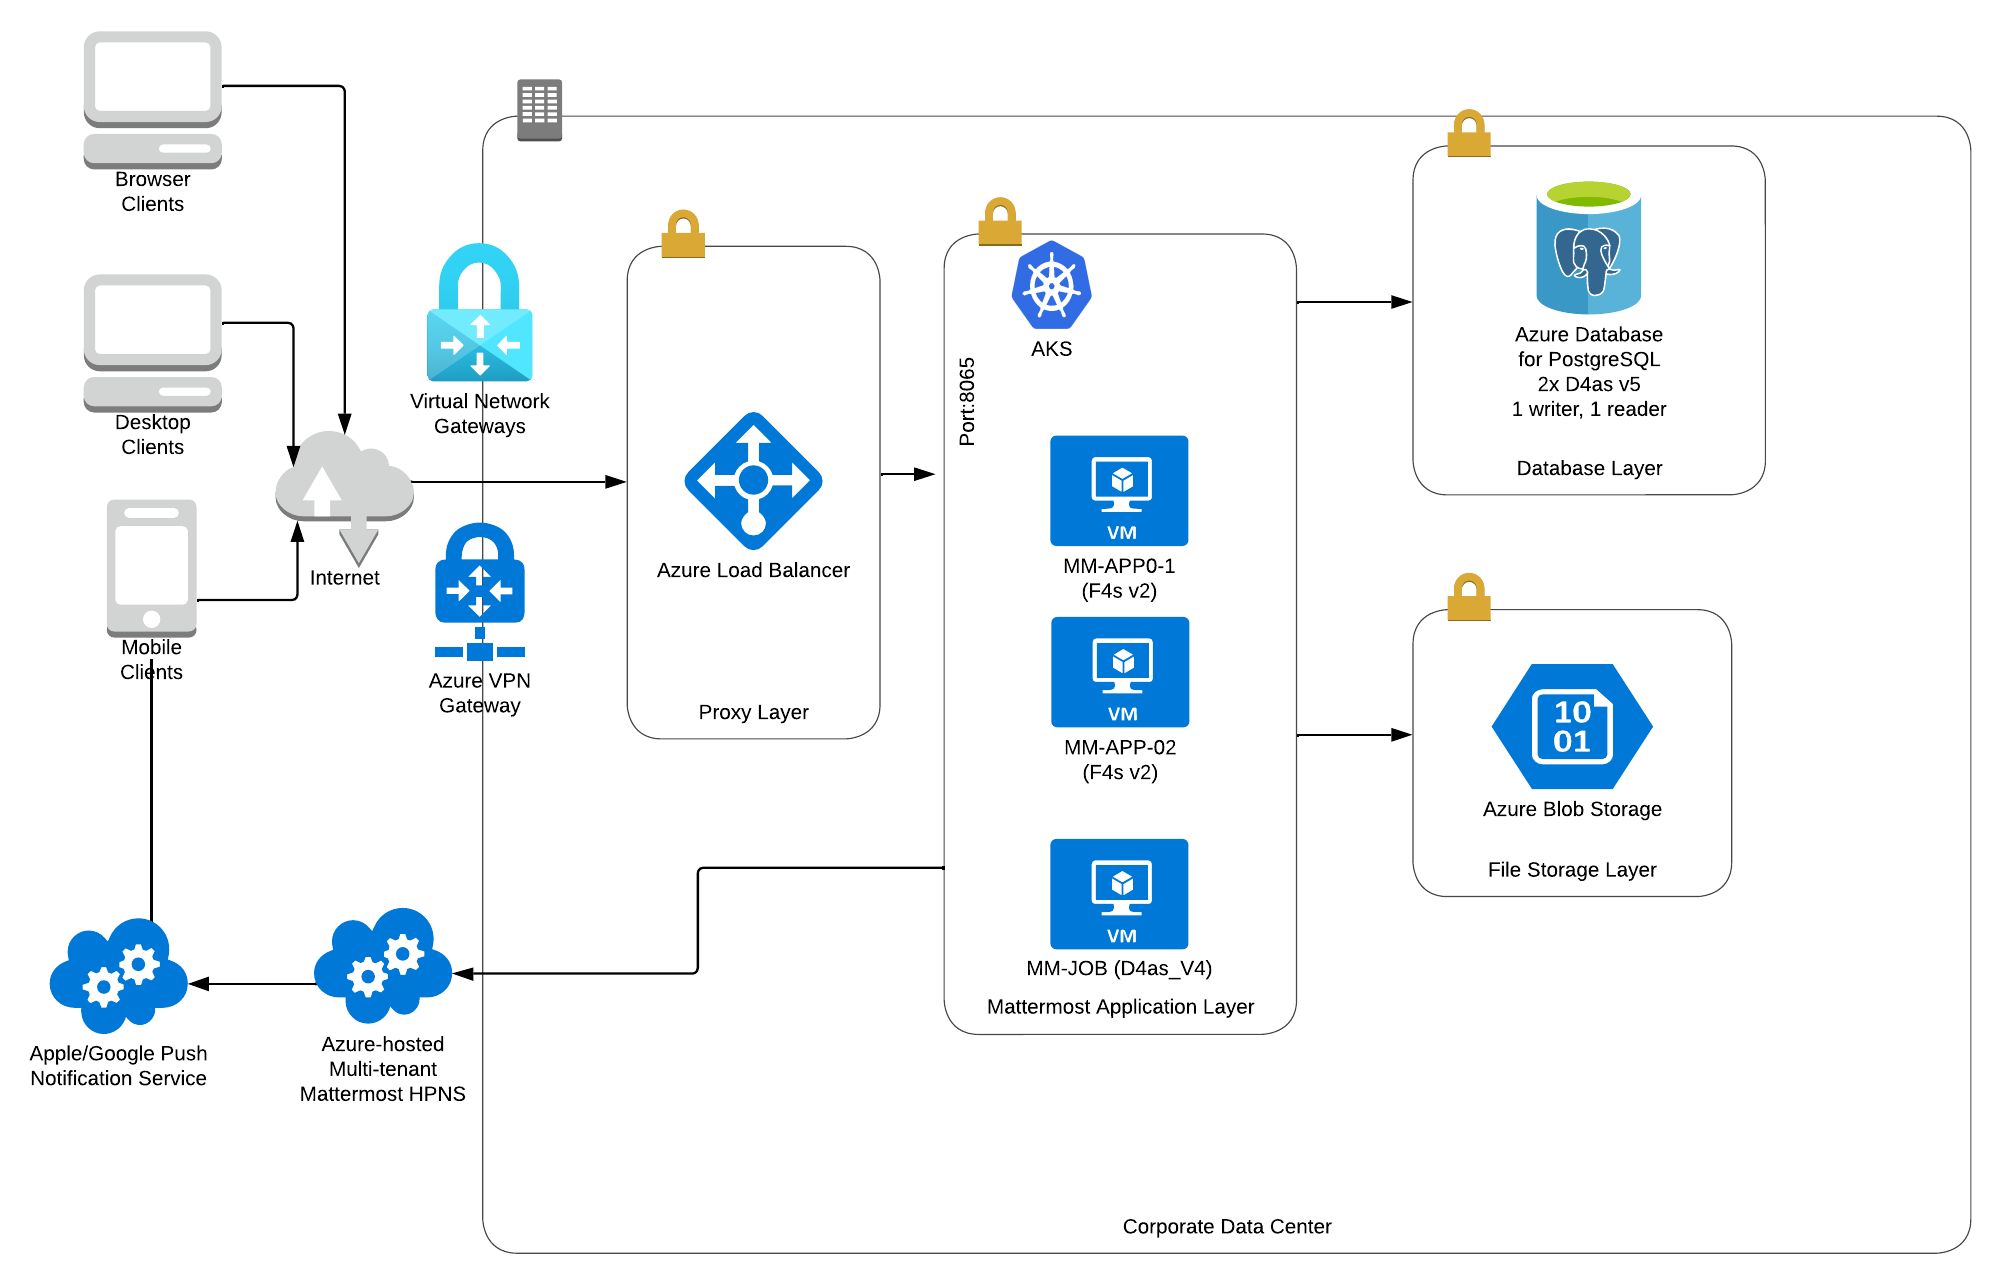 Browser
Clients
Desktop
Clients
Mobile
Clients
Internet
Virtual Network
Gateways
Azure VPN
Gateway
Azure Load Balancer
Proxy Layer
AKS
Port:8065
VM
MM-APP0-1
(F4s v2)
VM
MM-APP-02
(F4s v2)
VM
MM-JOB (D4as_V4)
Mattermost Application Layer
Azure Database
for PostgreSQL
2x D4as v5
1 writer, 1 reader
Database Layer
10
01
Azure Blob Storage
File Storage Layer
Apple/Google Push
Notification Service
Azure-hosted
Multi-tenant
Mattermost HPNS
Corporate Data Center